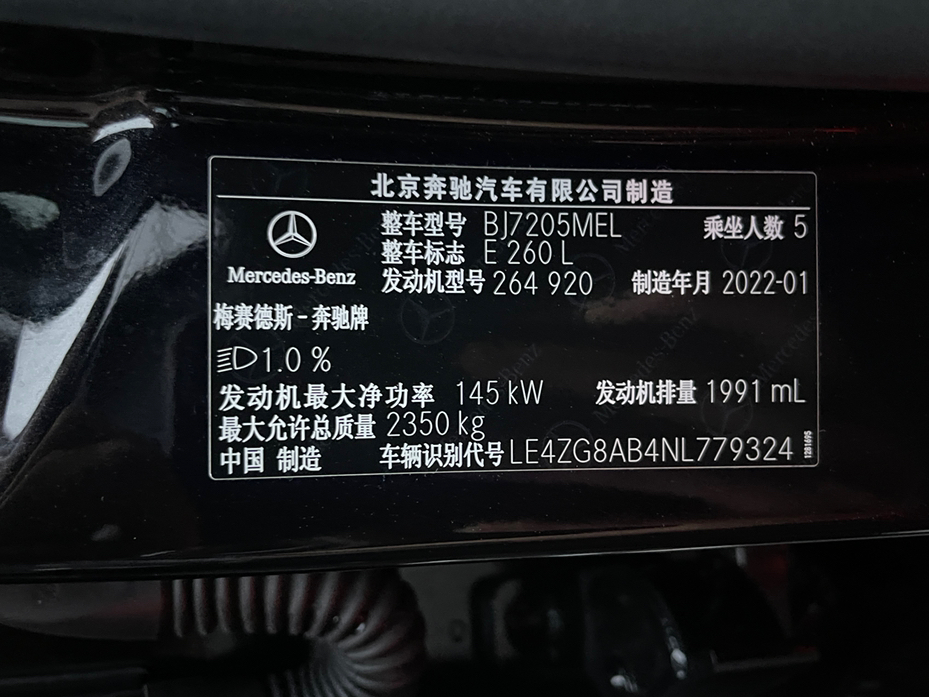 北京奔驰汽车有限公司制造
整车型号 BJ7205MEL 乘坐人数 5
整车标志 E 260 L
Mercedes-Benz 发动机型号 264 920 制造年月 2022-01
梅赛德斯-奔驰牌
1.0 %
发动机最大净功率 145 kW 发动机排量 1991 mL
最大允许总质量 2350 kg
中国 制造 车辆识别代号 LE4ZG8AB4NL779324
1281695